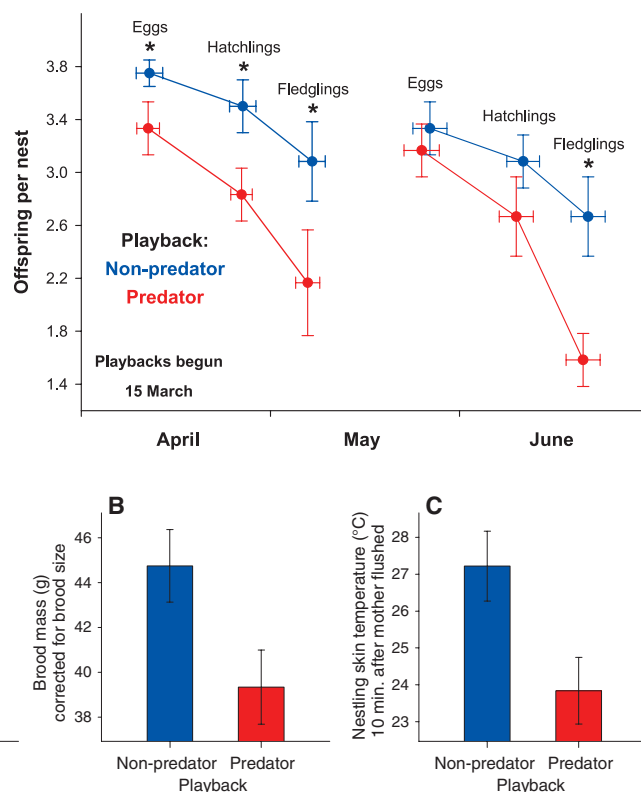 Eggs
*
Hatchlings
*
Fledglings
*
Eggs
Hatchlings
Fledglings
*
3.8
3.4
3.0
2.6
2.2
1.8
1.4
Offspring per nest
Playback:
Non-predator
Predator
Playbacks begun
15 March
April May June
B
Brood mass (g)
corrected for brood size
46
44
42
40
38
Non-predator Predator
Playback
C
Nestling skin temperature (°C)
10 min. after mother flushed
28
27
26
25
24
23
Non-predator Predator
Playback